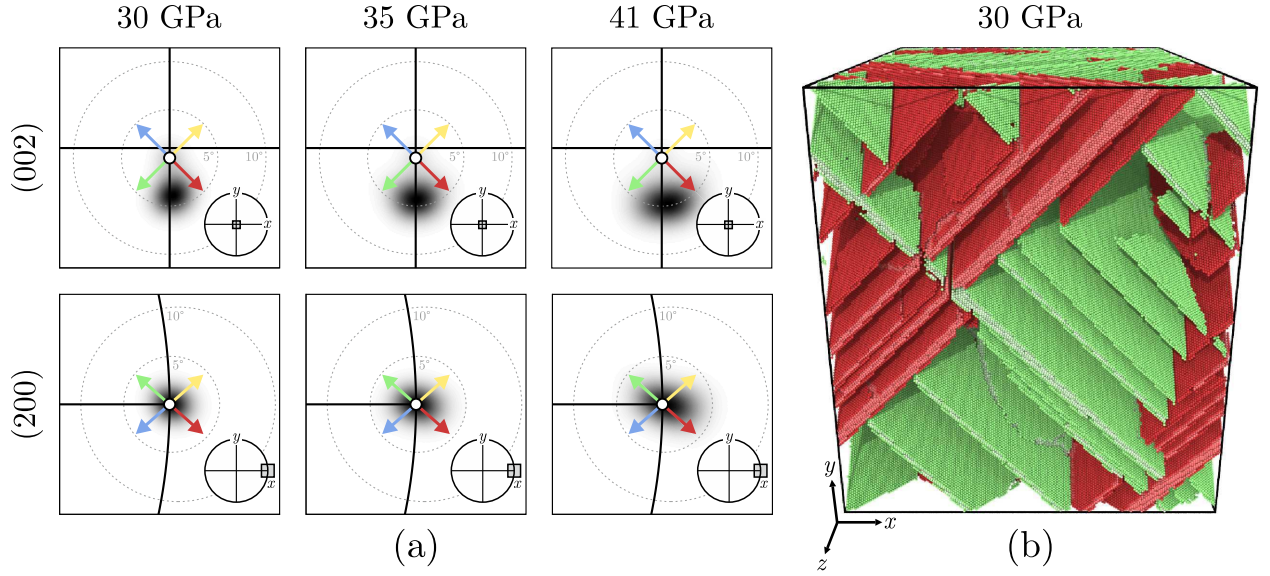 30 GPa 35 GPa 41 GPa 30 GPa
(002)
5° 10° 5° 10° 5° 10°
y y y
x x x
(200)
10° 10° 10°
5° 5° 5°
y y y
x x x
y
x
z
(a) (b)